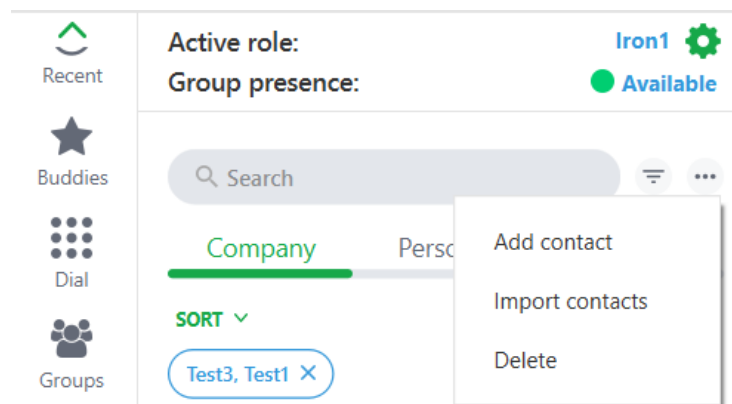 Recent
Buddies
Dial
Groups
Active role:
Iron1
Group presence:
Available
Search
Company
SORT
Test3, Test1
Add contact
Import contacts
Delete